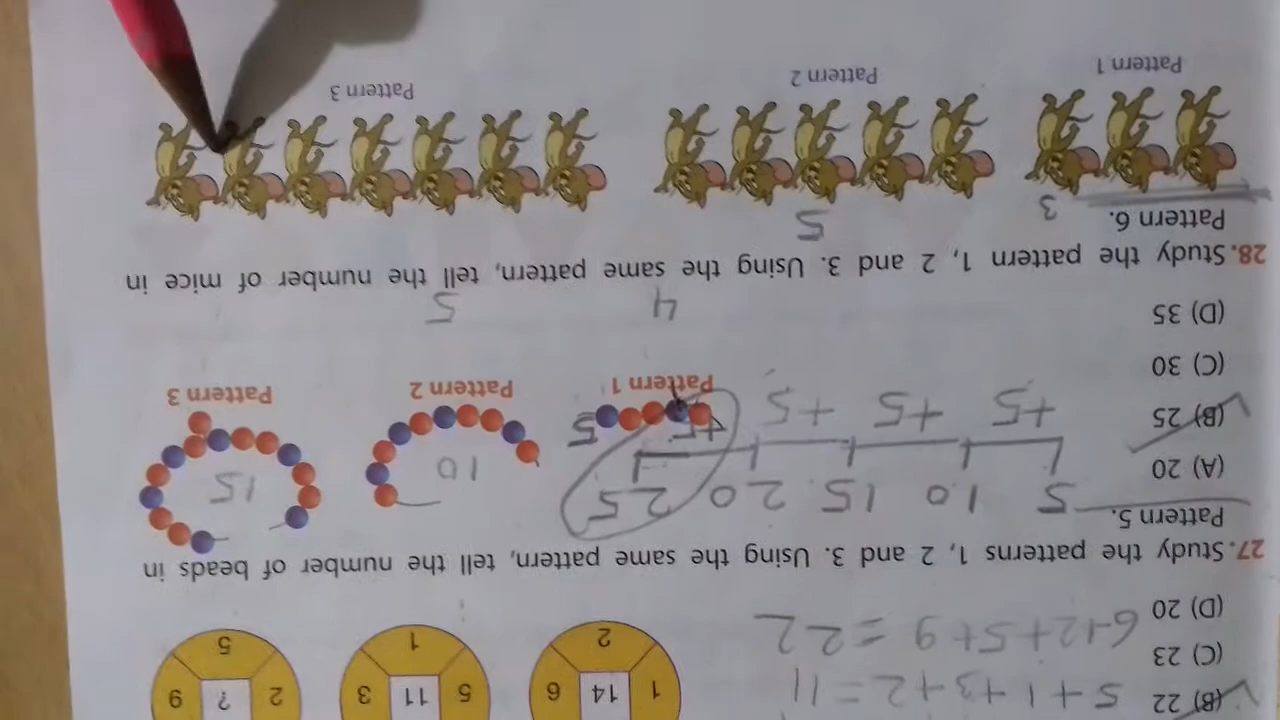 (B) 22 5+1+3+2=11
(C) 23
6+2+5+9=22
(D) 20
1 14 6 2
5 11 3 1
2 ? 9 5
27. Study the patterns 1, 2 and 3. Using the same pattern, tell the number of beads in
Pattern 5.
5 10 15 20 25
(A) 20
+5 +5 +5 +5
(B) 25
(C) 30
(D) 35
5 10 15
Pattern 1 Pattern 2 Pattern 3
4 5
28. Study the pattern 1, 2 and 3. Using the same pattern, tell the number of mice in
Pattern 6.
3 5
Pattern 1 Pattern 2 Pattern 3